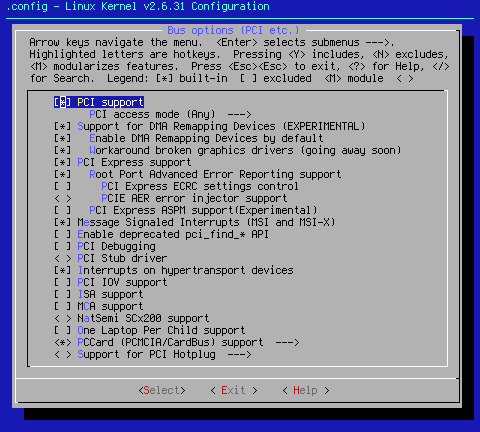 .config - Linux Kernel v2.6.31 Configuration
Bus options (PCI etc.)
Arrow keys navigate the menu. <Enter> selects submenus --->.
Highlighted letters are hotkeys. Pressing <Y> includes, <N> excludes,
<M> modularizes features. Press <Esc><Esc> to exit, <?> for Help, </>
for Search. Legend: [*] built-in [ ] excluded <M> module < >
[*] PCI support
PCI access mode (Any) --->
[*] Support for DMA Remapping Devices (EXPERIMENTAL)
[*] Enable DMA Remapping Devices by default
[*] Workaround broken graphics drivers (going away soon)
[*] PCI Express support
[*] Root Port Advanced Error Reporting support
[ ] PCI Express ECRC settings control
< > PCIE AER error injector support
[ ] PCI Express ASPM support(Experimental)
[*] Message Signaled Interrupts (MSI and MSI-X)
[ ] Enable deprecated pci_find_* API
[ ] PCI Debugging
< > PCI Stub driver
[*] Interrupts on hypertransport devices
[ ] PCI IOV support
[ ] ISA support
[ ] MCA support
< > NatSemi SCx200 support
[ ] One Laptop Per Child support
<*> PCCard (PCMCIA/CardBus) support --->
< > Support for PCI Hotplug --->
<Select> < Exit > < Help >